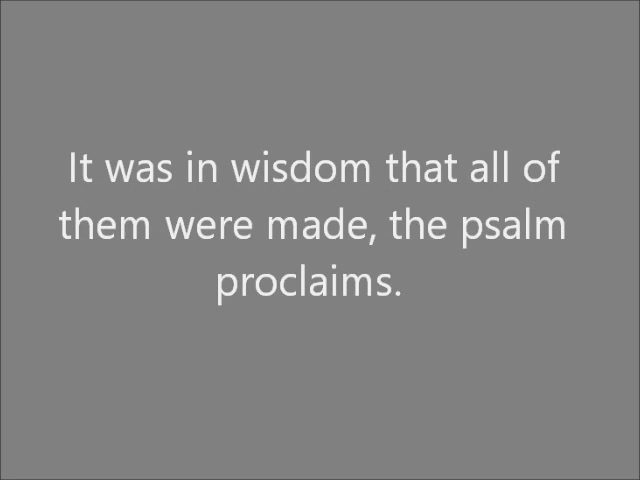 It was in wisdom that all of
them were made, the psalm
proclaims.